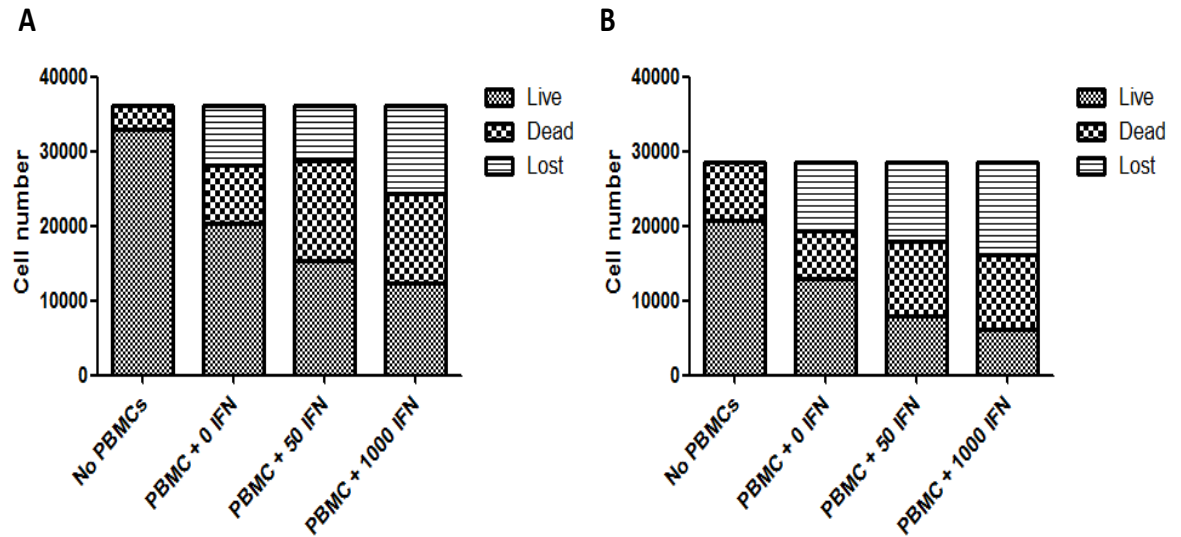 A
B
40000
30000
20000
10000
0
Cell number
Live
Dead
Lost
No PBMCs
PBMC + 0 IFN
PBMC + 50 IFN
PBMC + 1000 IFN
40000
30000
20000
10000
0
Cell number
Live
Dead
Lost
No PBMCs
PBMC + 0 IFN
PBMC + 50 IFN
PBMC + 1000 IFN